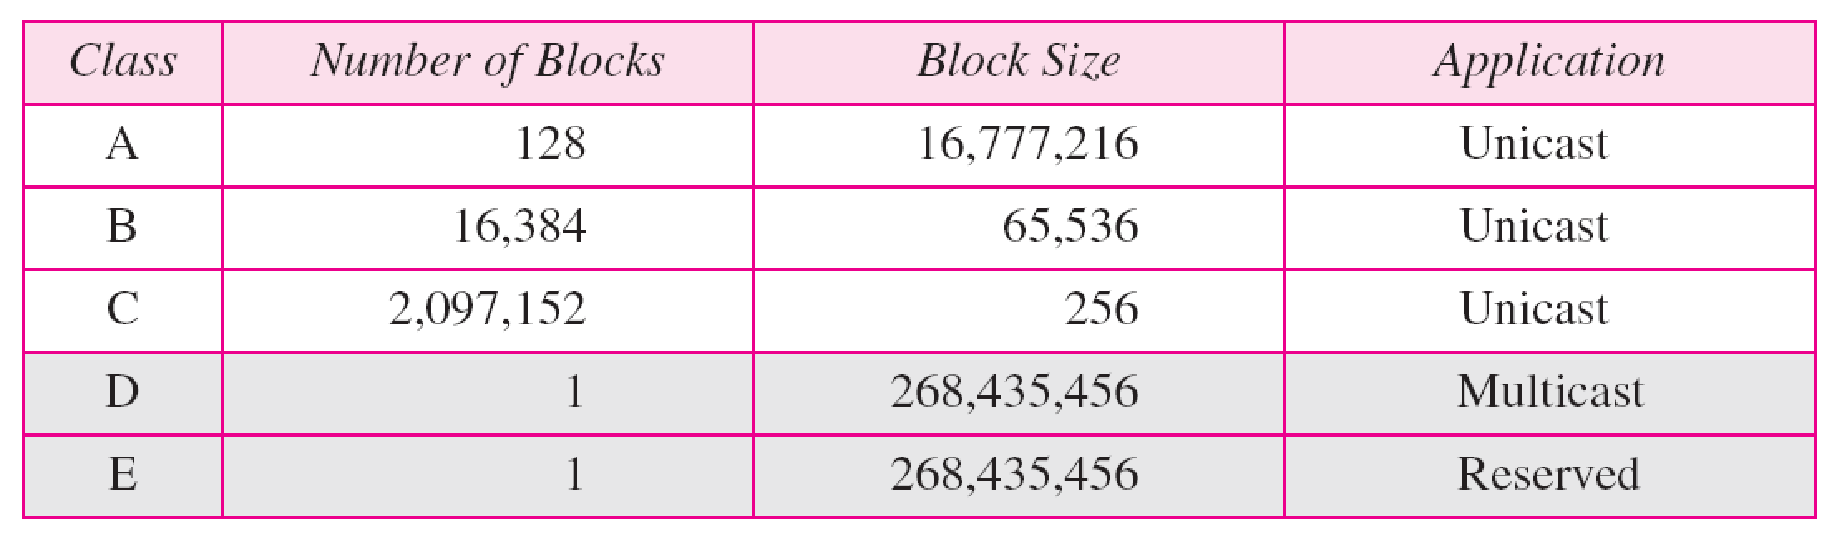 Class Number of Blocks Block Size Application
A 128 16,777,216 Unicast
B 16,384 65,536 Unicast
C 2,097,152 256 Unicast
D 1 268,435,456 Multicast
E 1 268,435,456 Reserved